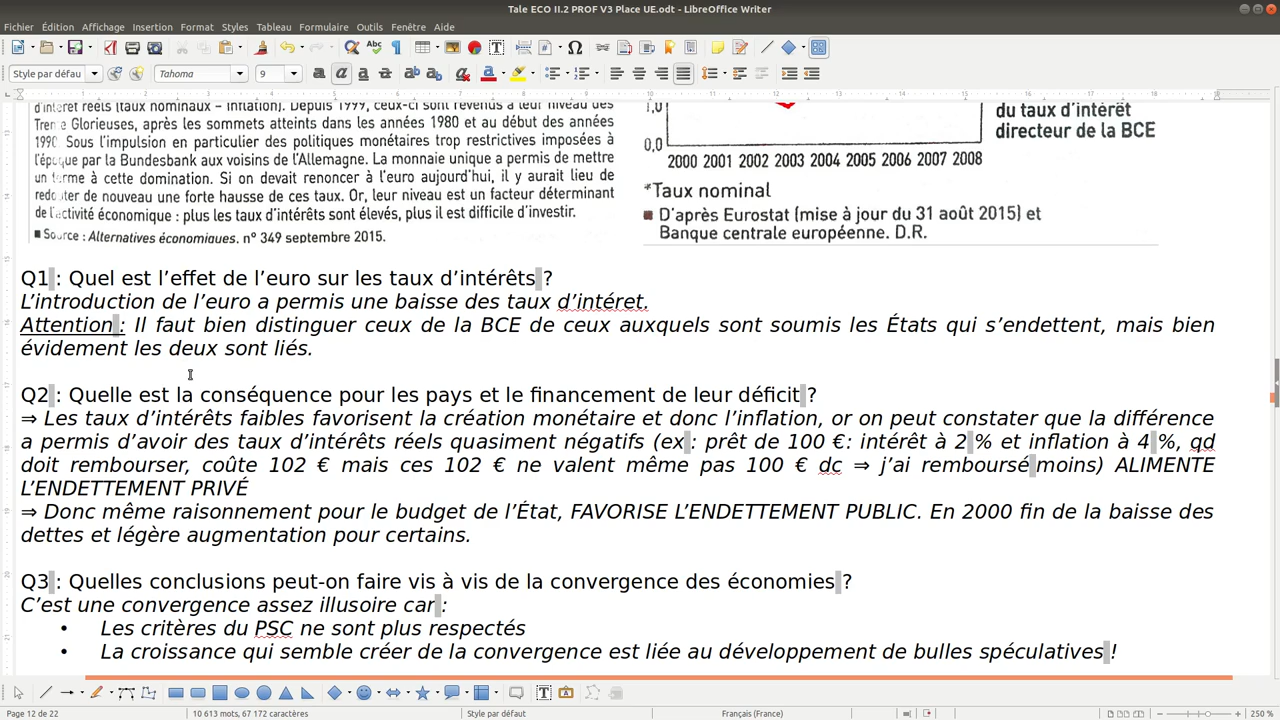 Tale ECO II.2 PROF V3 Place UE.odt - LibreOffice Writer
Fichier Édition Affichage Insertion Format Styles Tableau Formulaire Outils Fenêtre Aide
Style par défau Tahoma 9
d'intérêt réels (taux nominaux – inflation). Depuis 1999, ceux-ci sont revenus à leur niveau des
Trente Glorieuses, après les sommets atteints dans les années 1980 et au début des années
1990. Sous l'impulsion en particulier des politiques monétaires trop restrictives imposées à
l'époque par la Bundesbank aux voisins de l'Allemagne. La monnaie unique a permis de mettre
un terme à cette domination. Si on devait renoncer à l'euro aujourd'hui, il y aurait lieu de
redouter de nouveau une forte hausse de ces taux. Or, leur niveau est un facteur déterminant
de l'activité économique : plus les taux d'intérêts sont élevés, plus il est difficile d'investir.
Source : Alternatives économiques, n° 349 septembre 2015.
1,0
0,0
2000 2001 2002 2003 2004 2005 2006 2007 2008
du taux d'intérêt
directeur de la BCE
*Taux nominal
D'après Eurostat (mise à jour du 31 août 2015) et
Banque centrale européenne. D.R.
Q1 : Quel est l'effet de l'euro sur les taux d'intérêts ?
L'introduction de l'euro a permis une baisse des taux d'intéret.
Attention : Il faut bien distinguer ceux de la BCE de ceux auxquels sont soumis les États qui s'endettent, mais bien
évidement les deux sont liés.
Q2 : Quelle est la conséquence pour les pays et le financement de leur déficit ?
⇒ Les taux d'intérêts faibles favorisent la création monétaire et donc l'inflation, or on peut constater que la différence
a permis d'avoir des taux d'intérêts réels quasiment négatifs (ex : prêt de 100 €: intérêt à 2 % et inflation à 4 %, qd
doit rembourser, coûte 102 € mais ces 102 € ne valent même pas 100 € dc ⇒ j'ai remboursé moins) ALIMENTE
L'ENDETTEMENT PRIVÉ
⇒ Donc même raisonnement pour le budget de l'État, FAVORISE L'ENDETTEMENT PUBLIC. En 2000 fin de la baisse des
dettes et légère augmentation pour certains.
Q3 : Quelles conclusions peut-on faire vis à vis de la convergence des économies ?
C'est une convergence assez illusoire car :
• Les critères du PSC ne sont plus respectés
• La croissance qui semble créer de la convergence est liée au développement de bulles spéculatives !
Page 12 de 22 10 613 mots, 67 172 caractères Style par défaut Français (France) 250 %